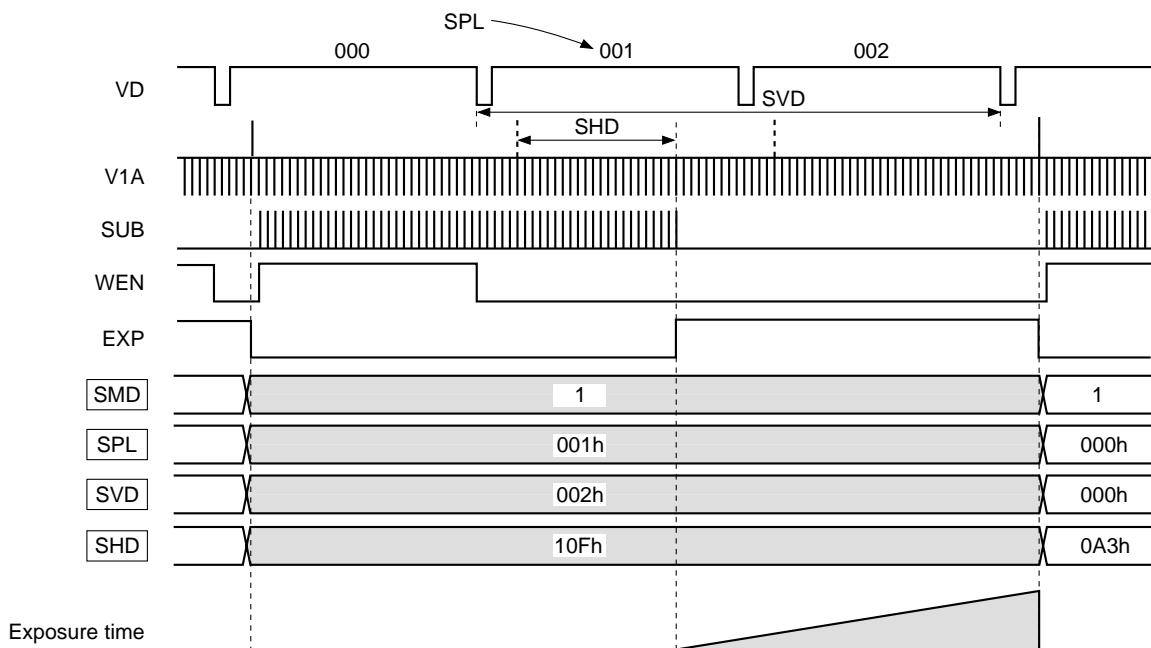 SPL
000 001 002
VD
SVD
SHD
V1A
SUB
WEN
EXP
SMD 1 1
SPL 001h 000h
SVD 002h 000h
SHD 10Fh 0A3h
Exposure time